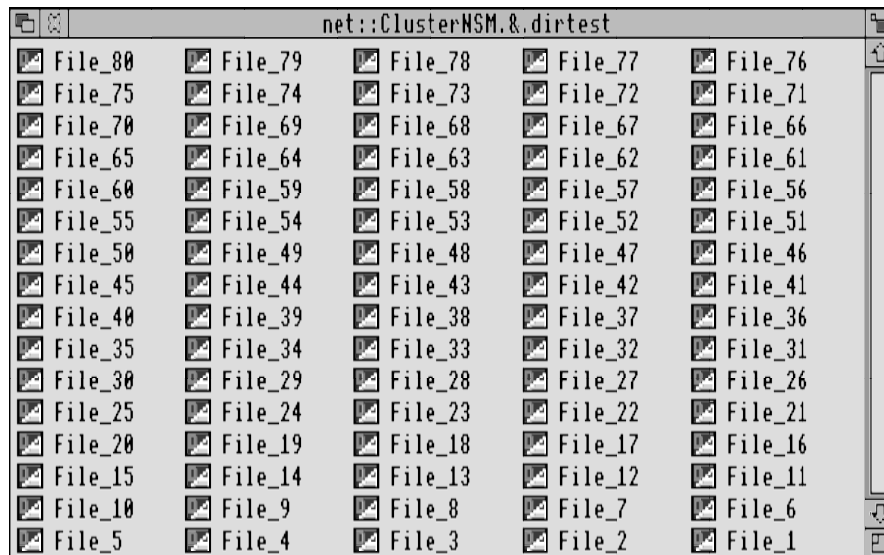 net::ClusterNSM.&.dirtest
File_80 File_79 File_78 File_77 File_76
File_75 File_74 File_73 File_72 File_71
File_70 File_69 File_68 File_67 File_66
File_65 File_64 File_63 File_62 File_61
File_60 File_59 File_58 File_57 File_56
File_55 File_54 File_53 File_52 File_51
File_50 File_49 File_48 File_47 File_46
File_45 File_44 File_43 File_42 File_41
File_40 File_39 File_38 File_37 File_36
File_35 File_34 File_33 File_32 File_31
File_30 File_29 File_28 File_27 File_26
File_25 File_24 File_23 File_22 File_21
File_20 File_19 File_18 File_17 File_16
File_15 File_14 File_13 File_12 File_11
File_10 File_9 File_8 File_7 File_6
File_5 File_4 File_3 File_2 File_1